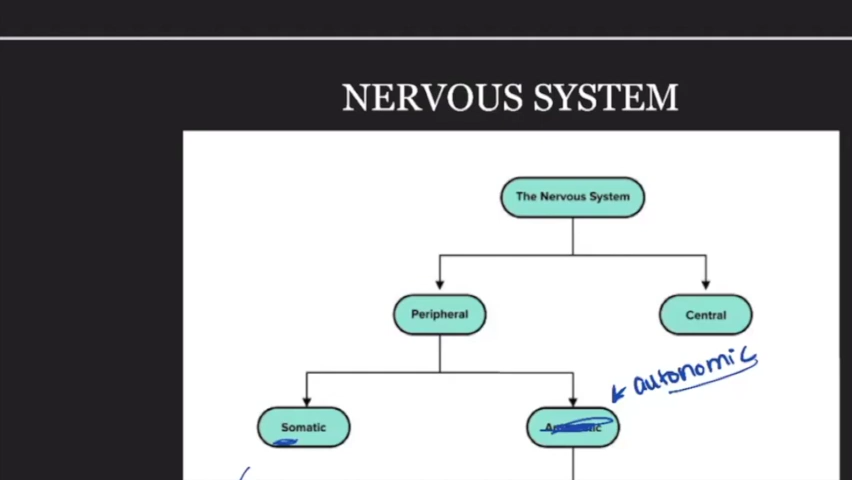 NERVOUS SYSTEM
The Nervous System
Peripheral
Central
autonomic
Somatic